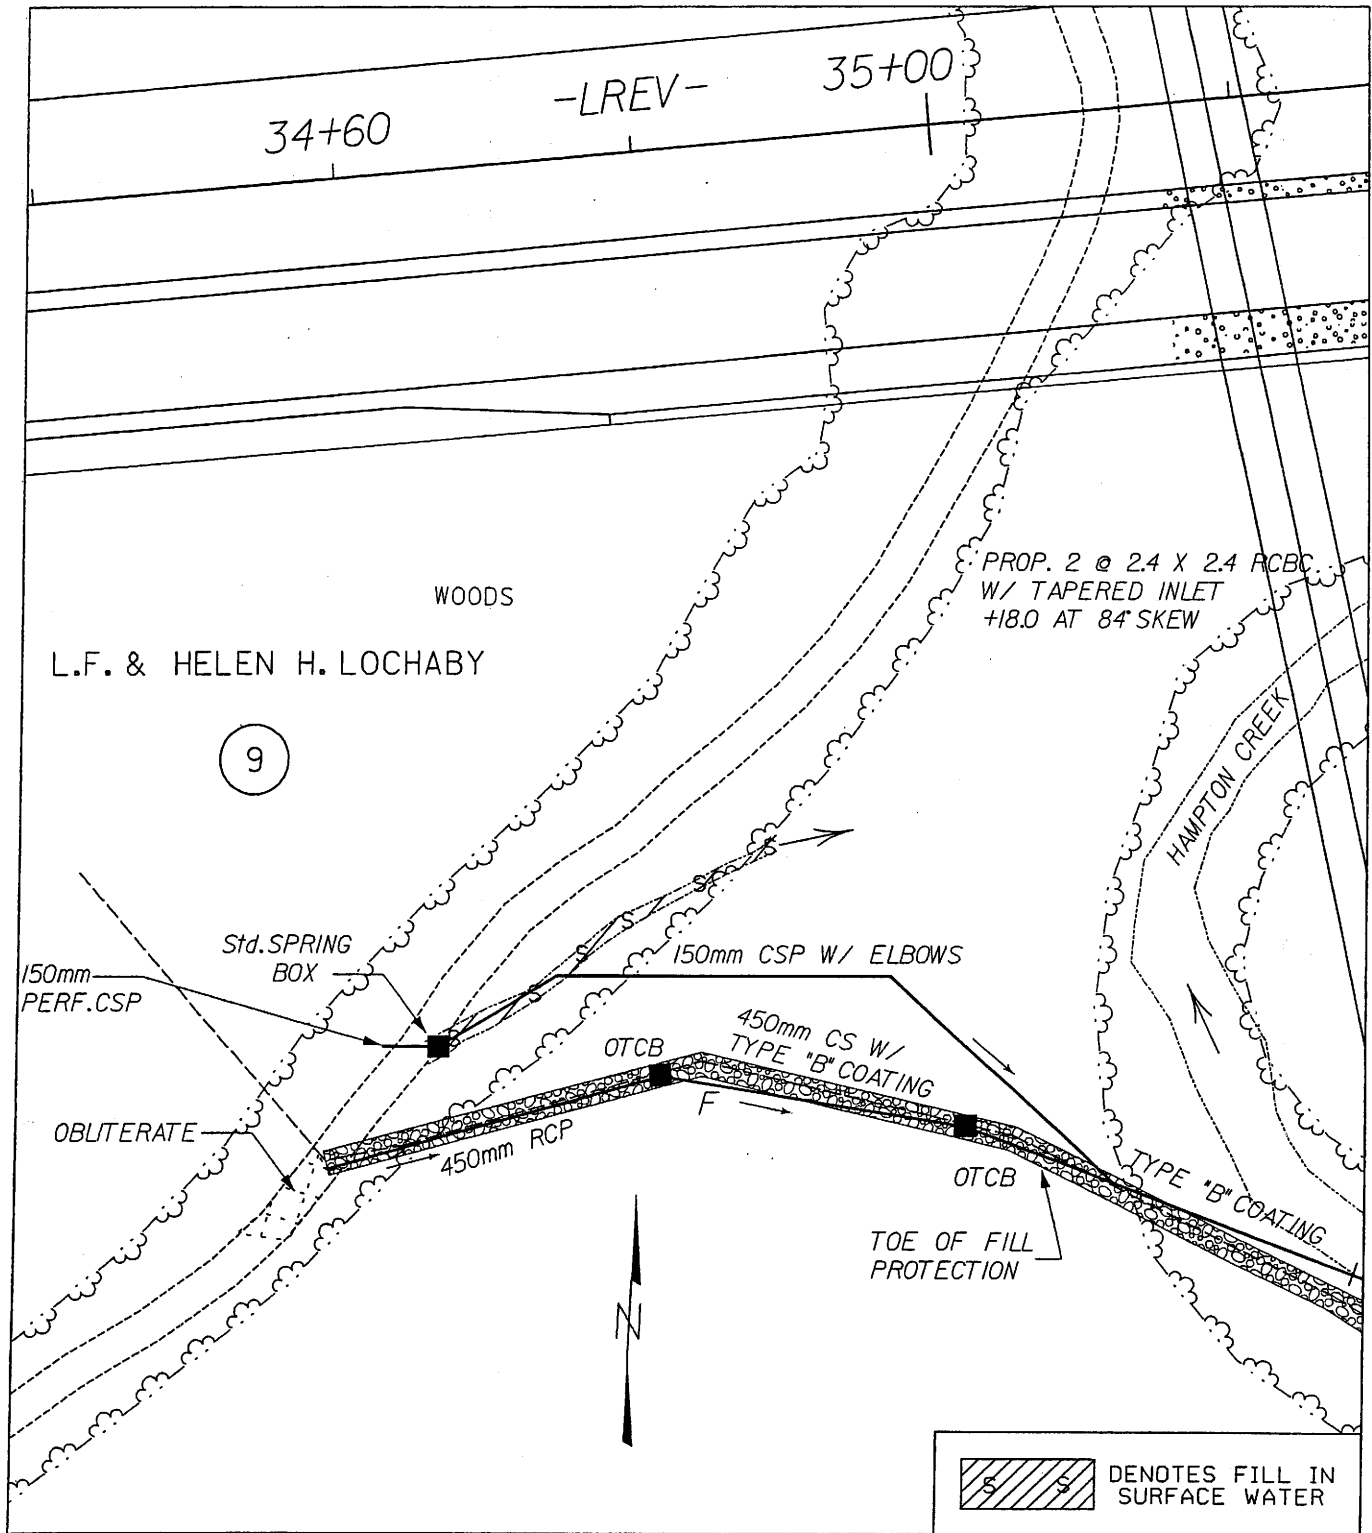 -LREV-
35+00
34+60
PROP. 2 @ 2.4 X 2.4 RCBC
W/ TAPERED INLET
+18.0 AT 84° SKEW
WOODS
L.F. & HELEN H. LOCHABY
9
HAMPTON CREEK
Std. SPRING
BOX
150mm
PERF. CSP
150mm CSP W/ ELBOWS
S
S
S
S
S
SF
OTCB
450mm CS W/
TYPE "B" COATING
F
OBLITERATE
450mm RCP
OTCB
TYPE "B" COATING
TOE OF FILL
PROTECTION
N
S S
DENOTES FILL IN
SURFACE WATER